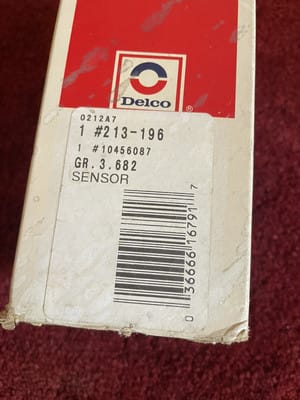 Delco
®
0212A7
1 #213-196
1 #10456087
GR.3.682
SENSOR
0 36666 16791 7